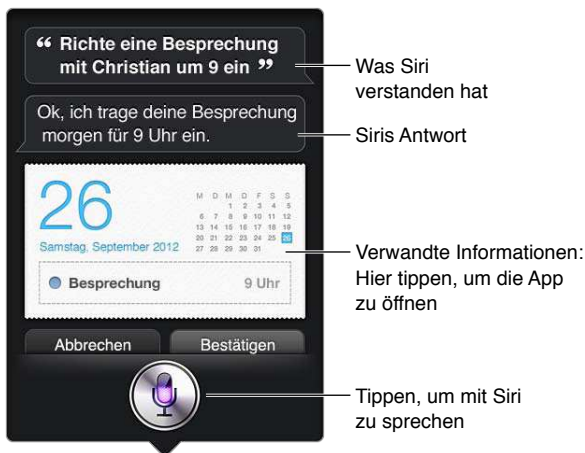 “ Richte eine Besprechung
mit Christian um 9 ein ”
Was Siri
verstanden hat
Ok, ich trage deine Besprechung
morgen für 9 Uhr ein.
Siris Antwort
26
Samstag, September 2012
M D M D F S S
1 2 3 4 5
6 7 8 9 10 11 12
13 14 15 16 17 18 19
20 21 22 23 24 25 26
27 28 29 30 31
Besprechung 9 Uhr
Verwandte Informationen:
Hier tippen, um die App
zu öffnen
Abbrechen Bestätigen
Tippen, um mit Siri
zu sprechen